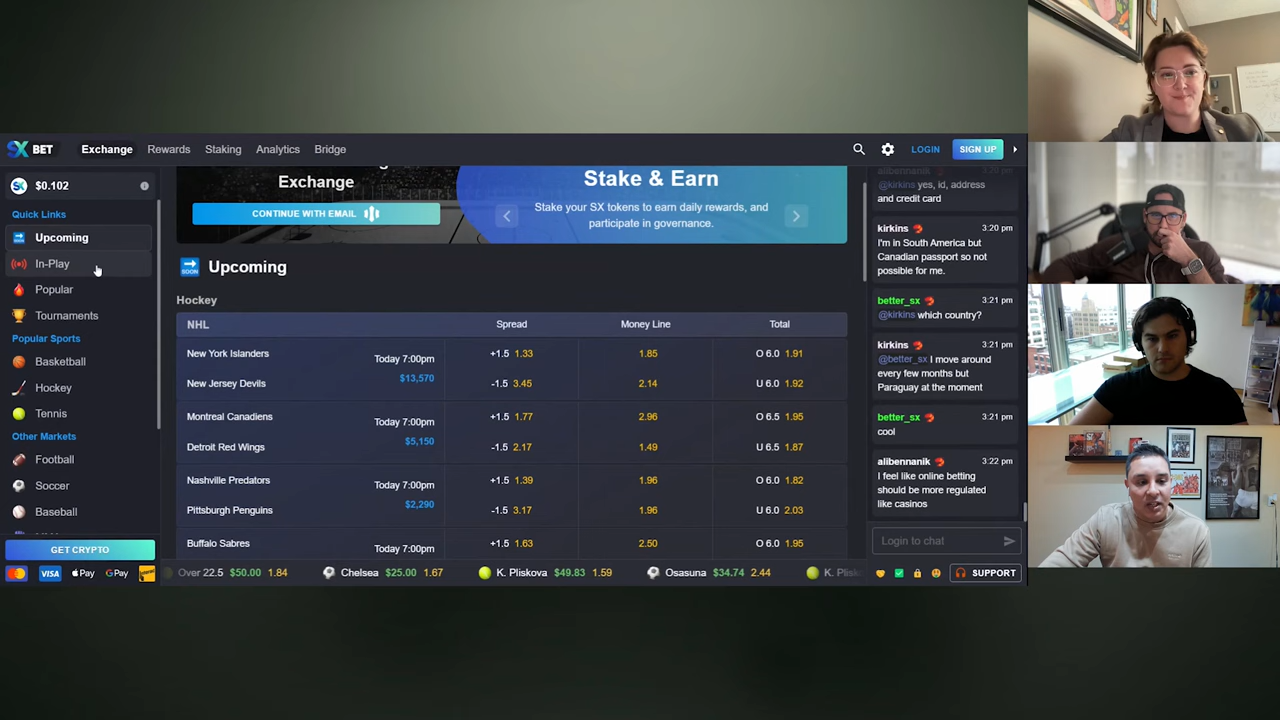 SX BET
Exchange
Rewards
Staking
Analytics
Bridge
LOGIN
SIGN UP
$0.102
Quick Links
Upcoming
In-Play
Popular
Tournaments
Popular Sports
Basketball
Hockey
Tennis
Other Markets
Football
Soccer
Baseball
GET CRYPTO
VISA
Pay
G Pay
Exchange
CONTINUE WITH EMAIL
Stake & Earn
Stake your SX tokens to earn daily rewards, and
participate in governance.
SOON
Upcoming
Hockey
NHL Spread Money Line Total
New York Islanders +1.5 1.33 1.85 O 6.0 1.91
Today 7:00pm
$13,570
New Jersey Devils -1.5 3.45 2.14 U 6.0 1.92
Montreal Canadiens +1.5 1.77 2.96 O 6.5 1.95
Today 7:00pm
$5,150
Detroit Red Wings -1.5 2.17 1.49 U 6.5 1.87
Nashville Predators +1.5 1.39 1.96 O 6.0 1.82
Today 7:00pm
$2,290
Pittsburgh Penguins -1.5 3.17 1.96 U 6.0 2.03
Buffalo Sabres +1.5 1.63 2.50 O 6.0 1.95
Today 7:00pm
Over 22.5 $50.00 1.84
Chelsea $25.00 1.67
K. Pliskova $49.83 1.59
Osasuna $34.74 2.44
K. Plisk
alibennanik 3:20 pm
@kirkins yes, id, address
and credit card
kirkins 3:20 pm
I'm in South America but
Canadian passport so not
possible for me.
better_sx 3:21 pm
@kirkins which country?
kirkins 3:21 pm
@better_sx I move around
every few months but
Paraguay at the moment
better_sx 3:21 pm
cool
alibennanik 3:22 pm
I feel like online betting
should be more regulated
like casinos
Login to chat
SUPPORT